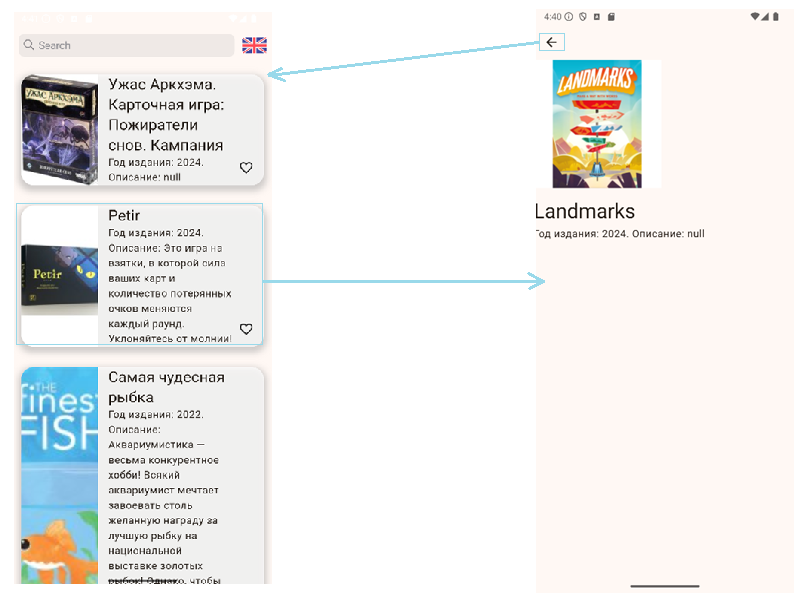 Search
УЖАС АРКХЭМА
Ужас Аркхэма.
Карточная игра:
Пожиратели
снов. Кампания
Год издания: 2024.
Описание: null
Petir
Petir
Год издания: 2024.
Описание: Это игра на
взятки, в которой сила
ваших карт и
количество потерянных
очков меняются
каждый раунд.
Уклоняйтесь от молнии!
THE
finest
FISH
Самая чудесная
рыбка
Год издания: 2022.
Описание:
Аквариумистика —
весьма конкурентное
хобби! Всякий
аквариумист мечтает
завоевать столь
желанную награду за
лучшую рыбку на
национальной
выставке золотых
рыбок! Однако, чтобы
4:40
LANDMARKS
Landmarks
Год издания: 2024. Описание: null